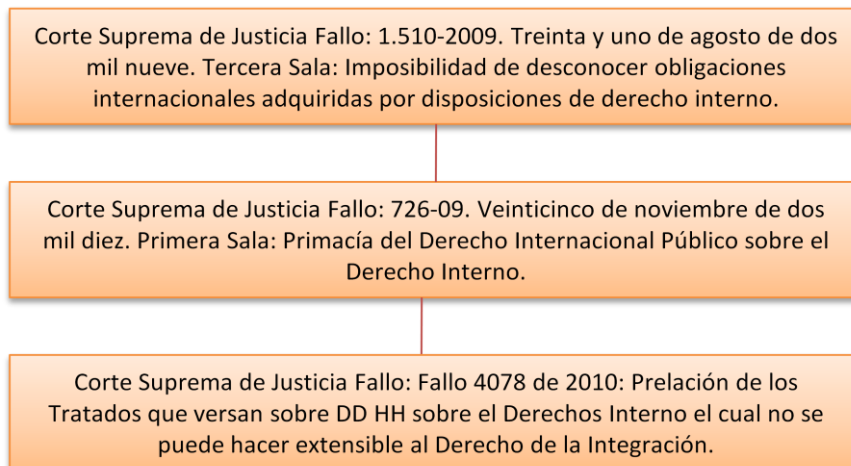 Corte Suprema de Justicia Fallo: 1.510-2009. Treinta y uno de agosto de dos
mil nueve. Tercera Sala: Imposibilidad de desconocer obligaciones
internacionales adquiridas por disposiciones de derecho interno.
Corte Suprema de Justicia Fallo: 726-09. Veinticinco de noviembre de dos
mil diez. Primera Sala: Primacía del Derecho Internacional Público sobre el
Derecho Interno.
Corte Suprema de Justicia Fallo: Fallo 4078 de 2010: Prelación de los
Tratados que versan sobre DD HH sobre el Derechos Interno el cual no se
puede hacer extensible al Derecho de la Integración.